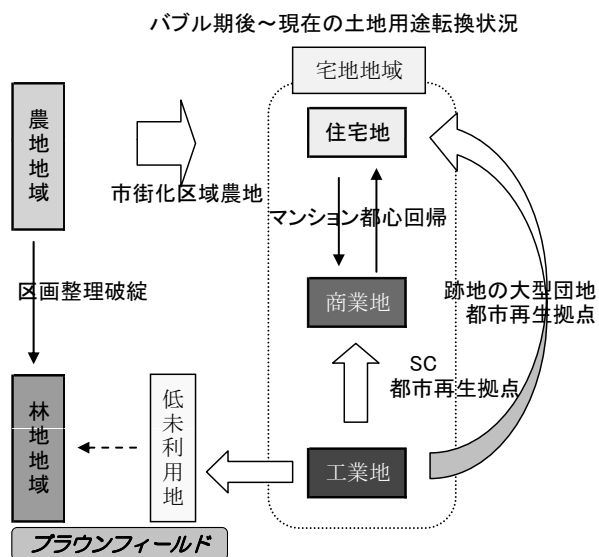 バブル期後～現在の土地用途転換状況
宅地地域
農地地域
住宅地
市街化区域農地
マンション都心回帰
区画整理破綻
商業地
跡地の大型団地
都市再生拠点
SC
都市再生拠点
林地地域
低未利用地
工業地
ブラウンフィールド